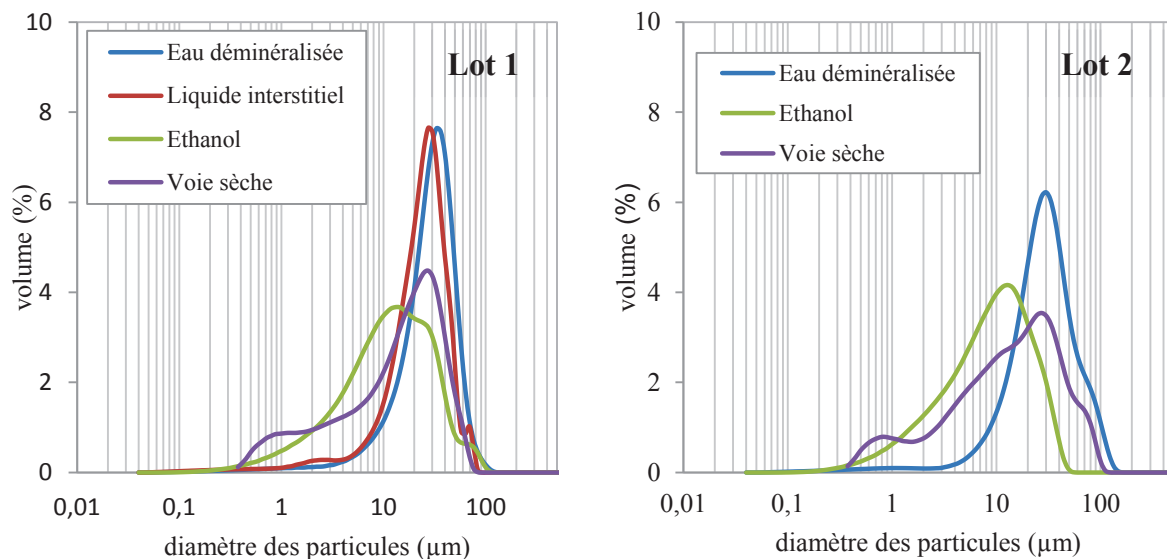 10
8
6
4
2
0
volume (%)
Eau déminéralisée
Liquide interstitiel
Ethanol
Voie sèche
Lot 1
0,01
0,1
1
10
100
diamètre des particules (µm)
10
8
6
4
2
0
volume (%)
Eau déminéralisée
Ethanol
Voie sèche
Lot 2
0,01
0,1
1
10
100
diamètre des particules (µm)